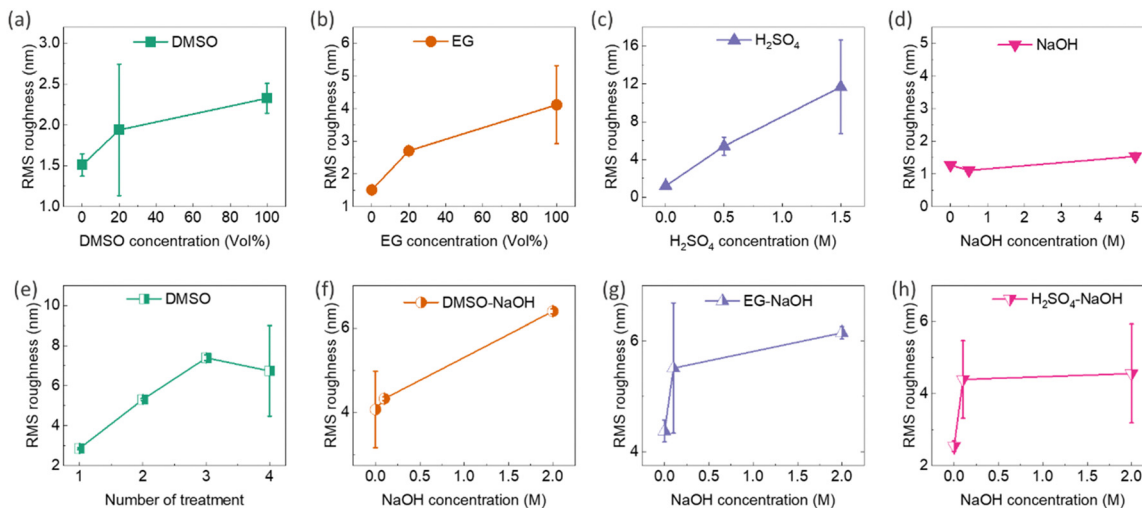 (a)
DMSO
RMS roughness (nm)
3.0
2.5
2.0
1.5
1.0
0
20
40
60
80
100
DMSO concentration (Vol%)
(b)
EG
RMS roughness (nm)
6
5
4
3
2
1
0
20
40
60
80
100
EG concentration (Vol%)
(c)
H₂SO₄
RMS roughness (nm)
16
12
8
4
0
0.0
0.5
1.0
1.5
H₂SO₄ concentration (M)
(d)
NaOH
RMS roughness (nm)
5
4
3
2
1
0
0
1
2
3
4
5
NaOH concentration (M)
(e)
DMSO
RMS roughness (nm)
10
8
6
4
2
1
2
3
4
Number of treatment
(f)
DMSO-NaOH
RMS roughness (nm)
6
4
0.0
0.5
1.0
1.5
2.0
NaOH concentration (M)
(g)
EG-NaOH
RMS roughness (nm)
6
4
0.0
0.5
1.0
1.5
2.0
NaOH concentration (M)
(h)
H₂SO₄-NaOH
RMS roughness (nm)
6
4
2
0.0
0.5
1.0
1.5
2.0
NaOH concentration (M)